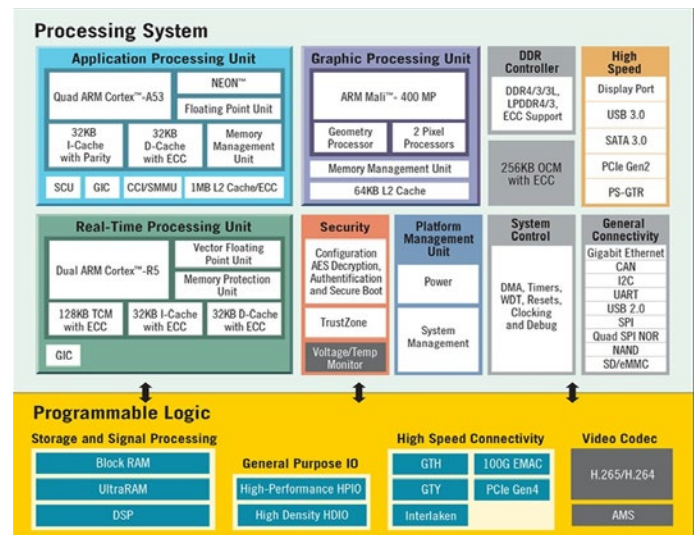 Processing System
Application Processing Unit
Quad ARM Cortex™-A53
NEON™
Floating Point Unit
32KB
I-Cache
with Parity
32KB
D-Cache
with ECC
Memory
Management
Unit
SCU
GIC
CCI/SMMU
1MB L2 Cache/ECC
Graphic Processing Unit
ARM Mali™- 400 MP
Geometry
Processor
2 Pixel
Processors
Memory Management Unit
64KB L2 Cache
DDR
Controller
DDR4/3/3L,
LPDDR4/3,
ECC Support
256KB OCM
with ECC
High
Speed
Display Port
USB 3.0
SATA 3.0
PCIe Gen2
PS-GTR
Real-Time Processing Unit
Dual ARM Cortex™-R5
Vector Floating
Point Unit
Memory Protection
Unit
128KB TCM
with ECC
32KB I-Cache
with ECC
32KB D-Cache
with ECC
GIC
Security
Configuration
AES Decryption,
Authentification
and Secure Boot
TrustZone
Voltage/Temp
Monitor
Platform
Management
Unit
Power
System
Management
System
Control
DMA, Timers,
WDT, Resets,
Clocking
and Debug
General
Connectivity
Gigabit Ethernet
CAN
I2C
UART
USB 2.0
SPI
Quad SPI NOR
NAND
SD/eMMC
Programmable Logic
Storage and Signal Processing
Block RAM
UltraRAM
DSP
General Purpose IO
High-Performance HPIO
High Density HDIO
High Speed Connectivity
GTH
100G EMAC
GTY
PCIe Gen4
Interlaken
Video Codec
H.265/H.264
AMS